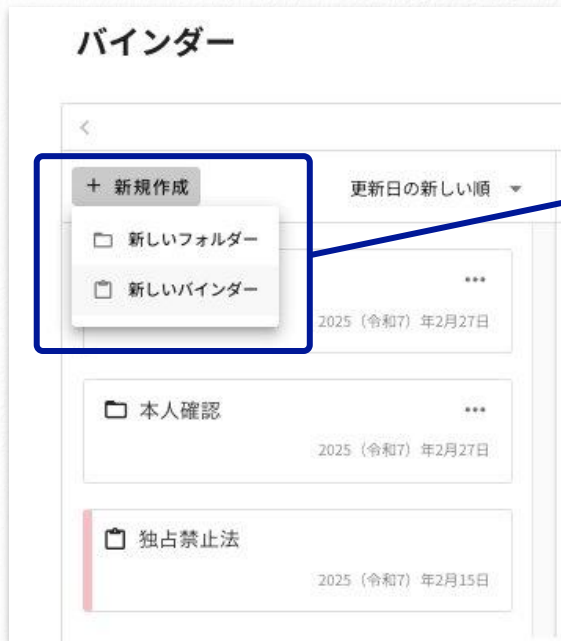 バインダー
<
+ 新規作成
更新日の新しい順
新しいフォルダー
新しいバインダー
...
2025（令和7）年2月27日
本人確認
...
2025（令和7）年2月27日
独占禁止法
2025（令和7）年2月15日